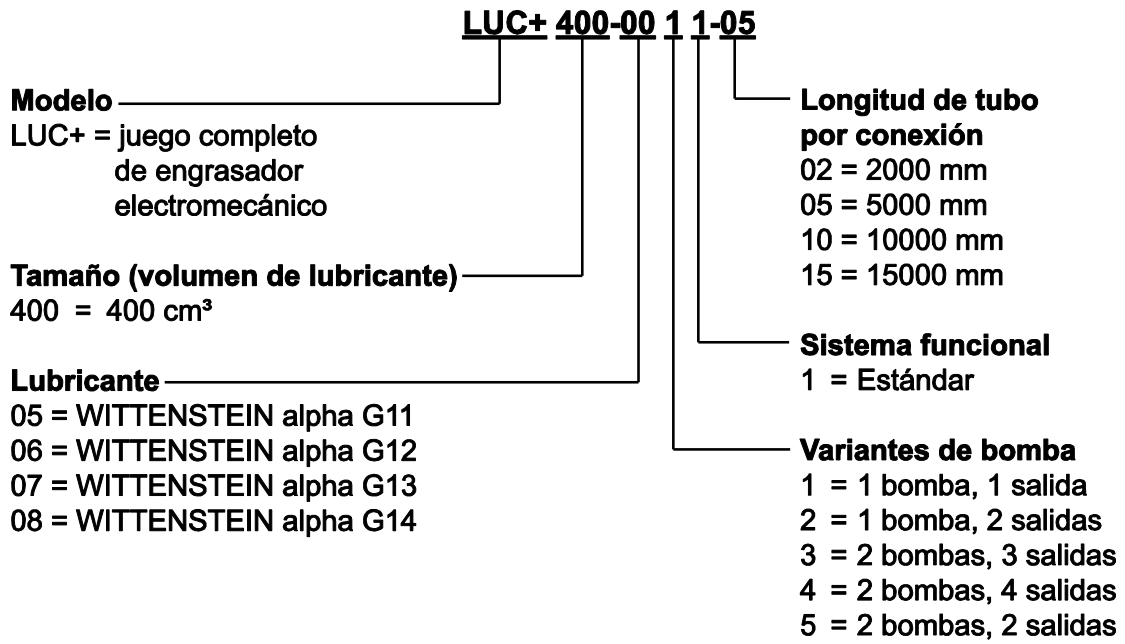 LUC+ 400-00 1 1-05
Modelo
LUC+ = juego completo
de engrasador
electromecánico
Tamaño (volumen de lubricante)
400 = 400 cm³
Lubricante
05 = WITTENSTEIN alpha G11
06 = WITTENSTEIN alpha G12
07 = WITTENSTEIN alpha G13
08 = WITTENSTEIN alpha G14
Longitud de tubo
por conexión
02 = 2000 mm
05 = 5000 mm
10 = 10000 mm
15 = 15000 mm
Sistema funcional
1 = Estándar
Variantes de bomba
1 = 1 bomba, 1 salida
2 = 1 bomba, 2 salidas
3 = 2 bombas, 3 salidas
4 = 2 bombas, 4 salidas
5 = 2 bombas, 2 salidas